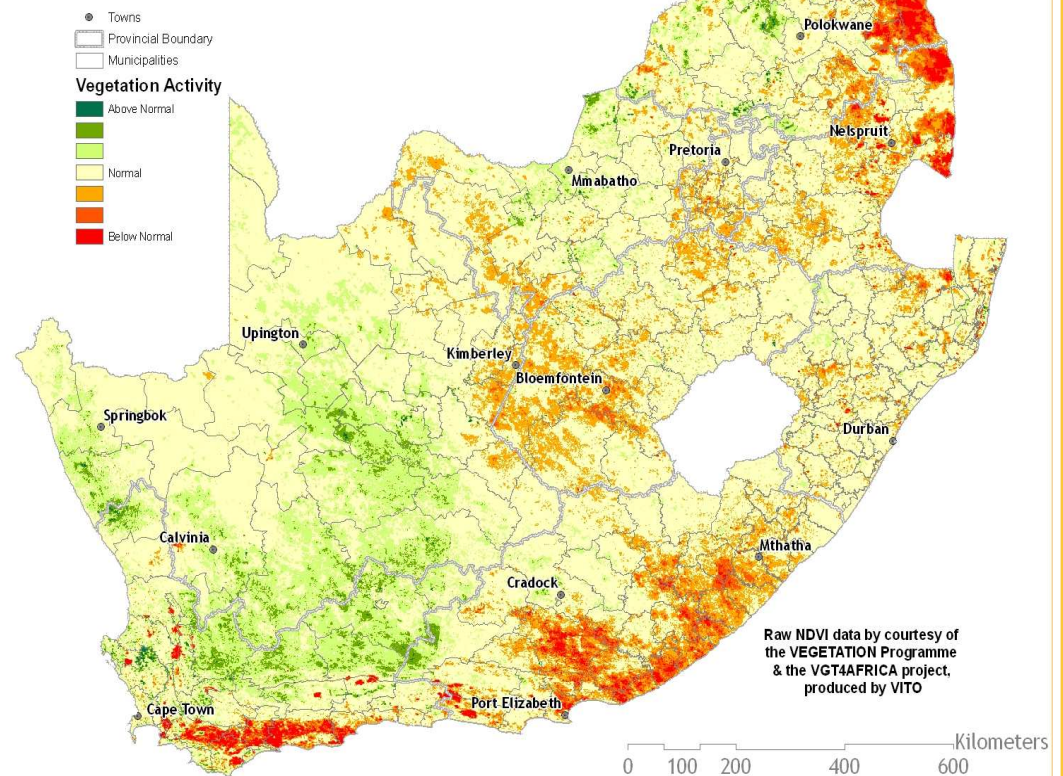 Towns
Provincial Boundary
Municipalities
Vegetation Activity
Above Normal
Normal
Below Normal
Polokwane
Nelspruit
Pretoria
Mmabatho
Upington
Kimberley
Bloemfontein
Springbok
Durban
Calvinia
Mthatha
Cradock
Raw NDVI data by courtesy of
the VEGETATION Programme
& the VGT4AFRICA project,
produced by VITO
Port Elizabeth
Cape Town
Kilometers
0 100 200 400 600